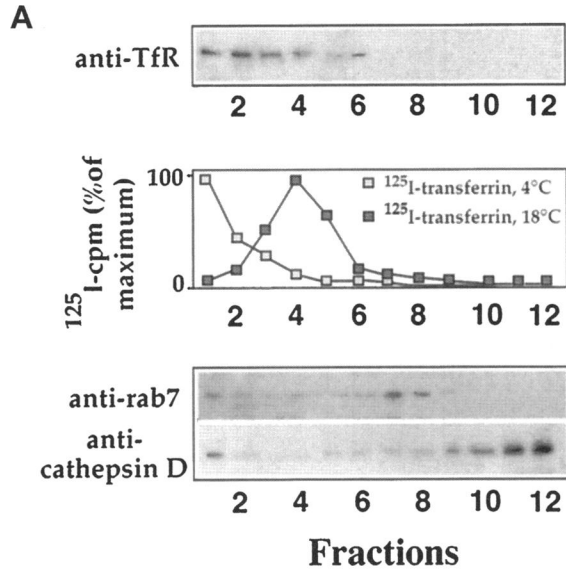 A
anti-TfR
2 4 6 8 10 12
125I-cpm (% of maximum)
100
0
125I-transferrin, 4°C
125I-transferrin, 18°C
2 4 6 8 10 12
anti-rab7
anti-
cathepsin D
2 4 6 8 10 12
Fractions